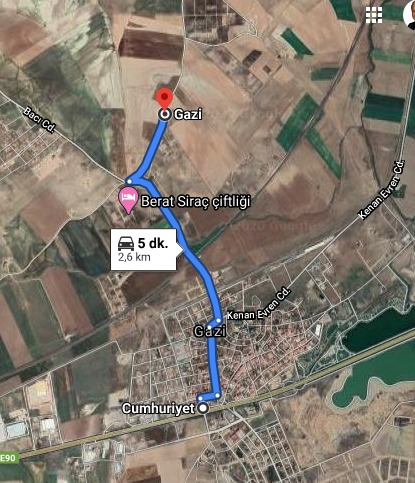 Bacı Cd.
Gazi
Berat Siraç çiftliği
Kenan Evren Cd.
5 dk.
2,6 km
Kenan Evren Cd.
Gazi
Cumhuriyet
E90